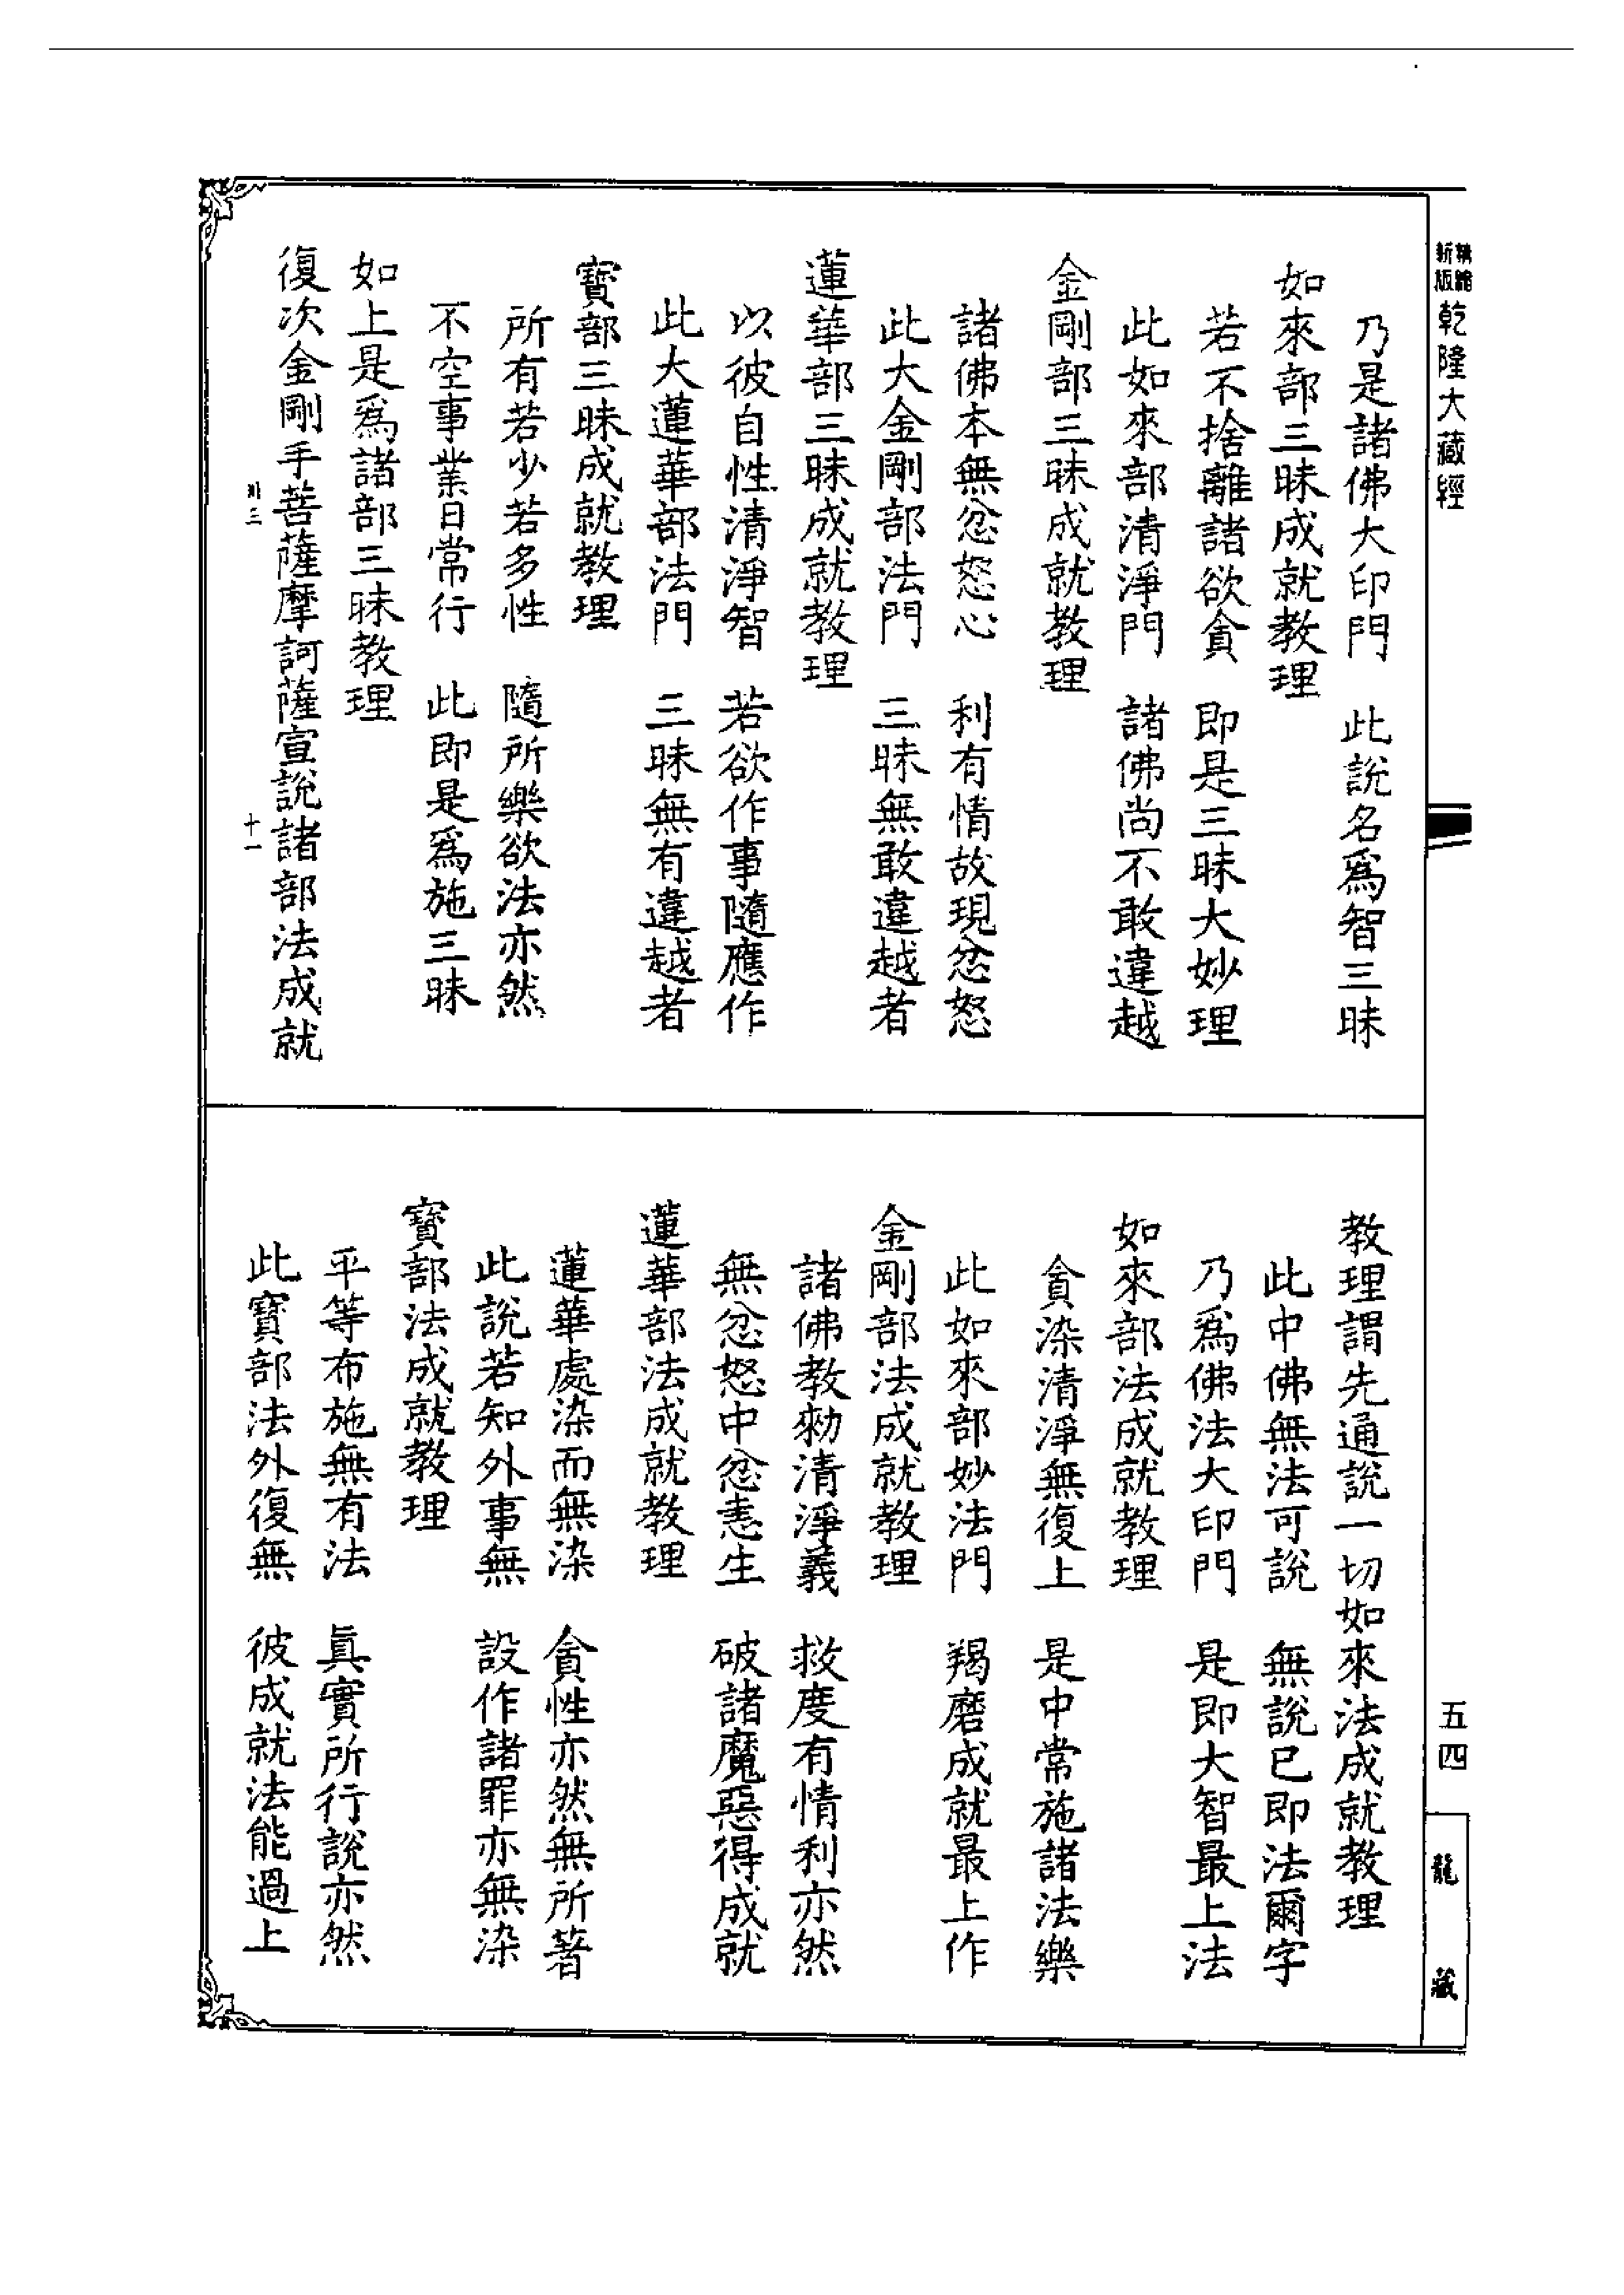 精縮
新版
乾隆大藏經
乃是諸佛大印門　此說名爲智三昧
如來部三昧成就教理
若不捨離諸欲貪　即是三昧大妙理
此如來部清淨門　諸佛尚不敢違越
金剛部三昧成就教理
諸佛本無忿怒心　利有情故現忿怒
此大金剛部法門　三昧無敢違越者
蓮華部三昧成就教理
以彼自性清淨智　若欲作事隨應作
此大蓮華部法門　三昧無有違越者
寶部三昧成就教理
所有若少若多性　隨所樂欲法亦然
不空事業日常行　此即是爲施三昧
如上是爲諸部三昧教理
復次金剛手菩薩摩訶薩宣說諸部法成就
十一
教理謂先通說一切如來法成就教理
此中佛無法可說　無說已即法爾字
乃爲佛法大印門　是即大智最上法
如來部法成就教理
貪染清淨無復上　是中常施諸法樂
此如來部妙法門　羯磨成就最上作
金剛部法成就教理
諸佛教勑清淨義　救度有情利亦然
無忿怒中忿恚生　破諸魔惡得成就
蓮華部法成就教理
蓮華處染而無染　貪性亦然無所著
此說若知外事無　設作諸罪亦無染
寶部法成就教理
平等布施無有法　眞實所行說亦然
此寶部法外復無　彼成就法能過上
五四
龍藏